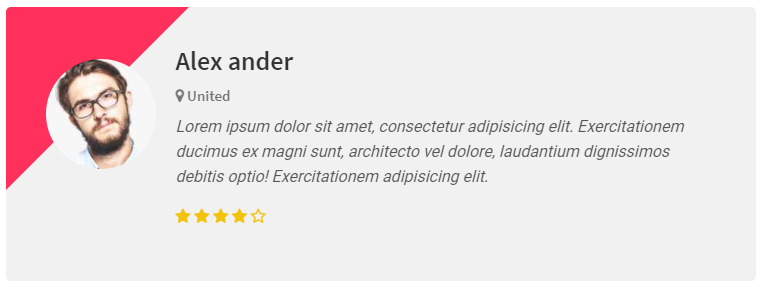 Alex ander
United
Lorem ipsum dolor sit amet, consectetur adipisicing elit. Exercitationem
ducimus ex magni sunt, architecto vel dolore, laudantium dignissimos
debitis optio! Exercitationem adipisicing elit.